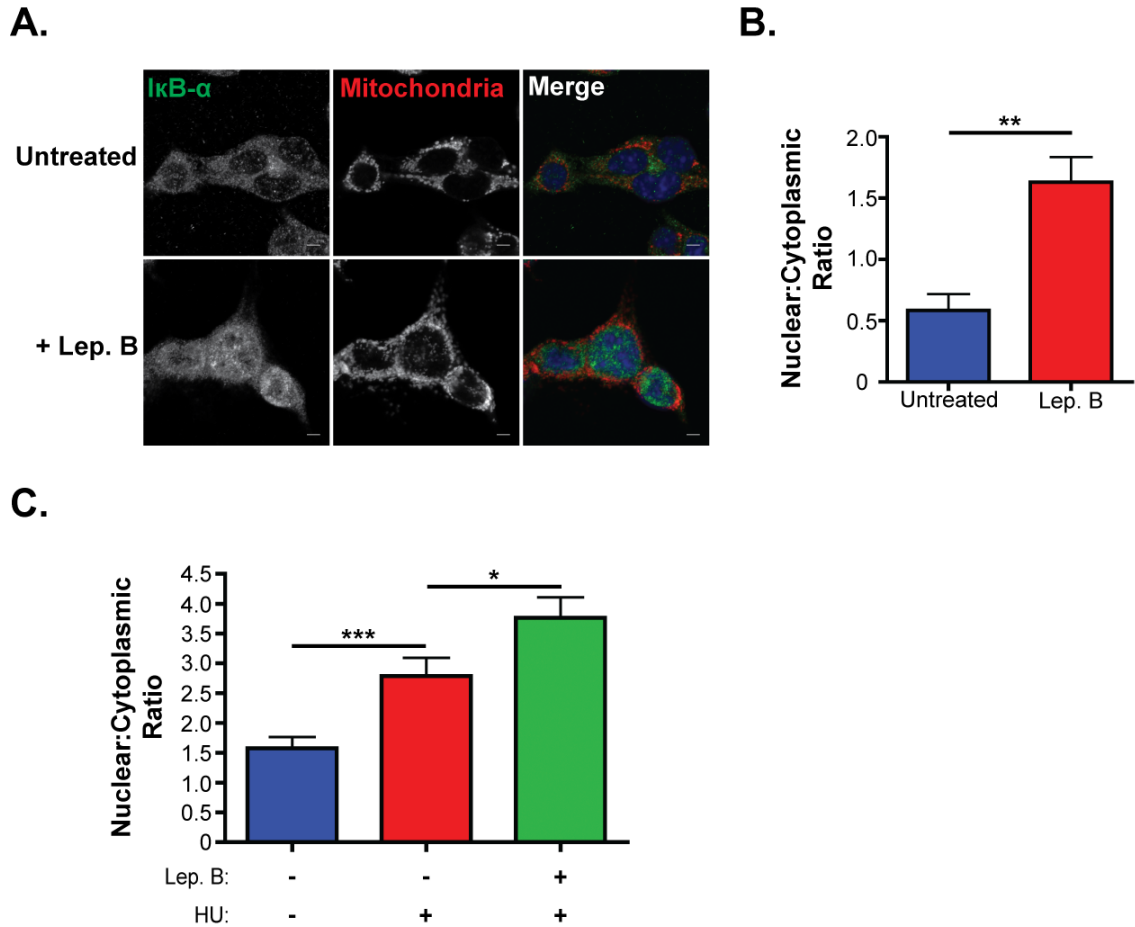 A.
IκB-α Mitochondria Merge
Untreated
+ Lep. B
B.
**
Nuclear:Cytoplasmic
Ratio
2.0
1.5
1.0
0.5
0
Untreated Lep. B
C.
Nuclear:Cytoplasmic
Ratio
4.5
4.0
3.5
3.0
2.5
2.0
1.5
1.0
0.5
0
***
*
Lep. B: - - +
HU: - + +